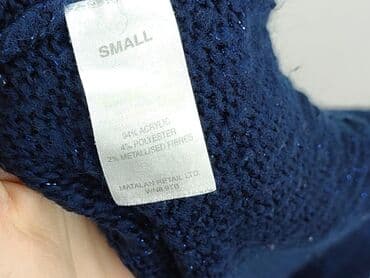 SMALL
94% ACRYLIC
4% POLYESTER
2% METALLISED FIBRES
MATALAN RETAIL LTD.